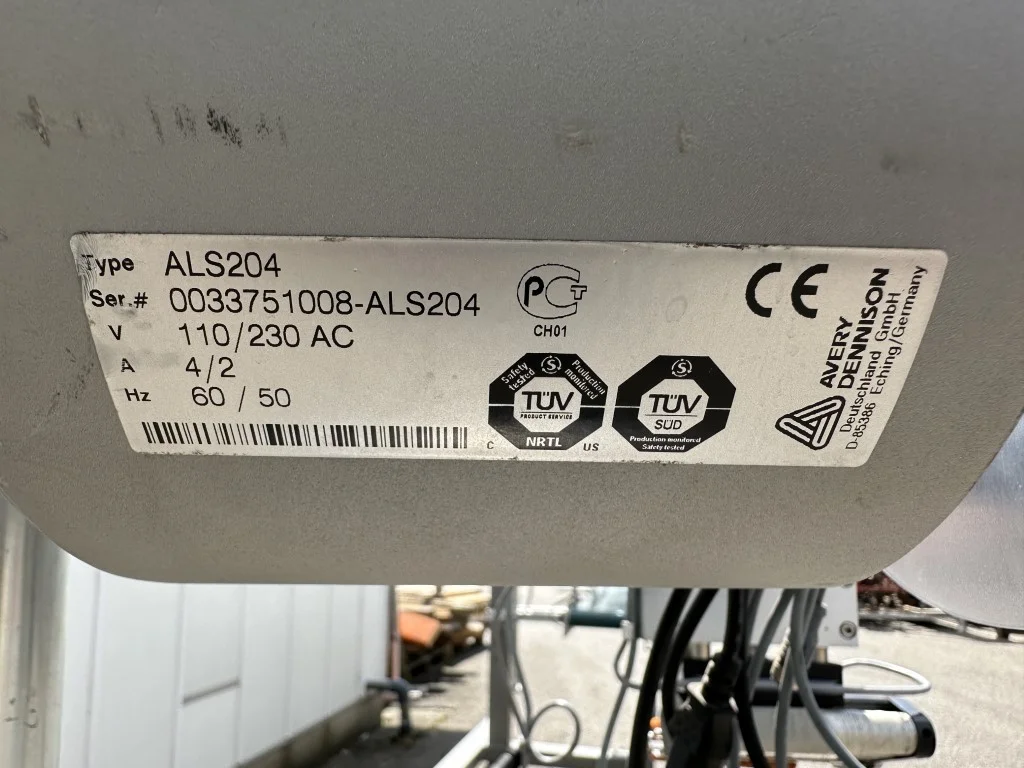 Type ALS204
Ser.# 0033751008-ALS204
V 110/230 AC
A 4/2
Hz 60 / 50
PCT
CH01
CE
Safety tested
S
Production monitored
TÜV
PRODUCT SERVICE
NRTL
C US
S
TÜV
SÜD
Production monitored
Safety tested
AVERY
DENNISON
Deutschland GmbH
D-85386 Eching/Germany